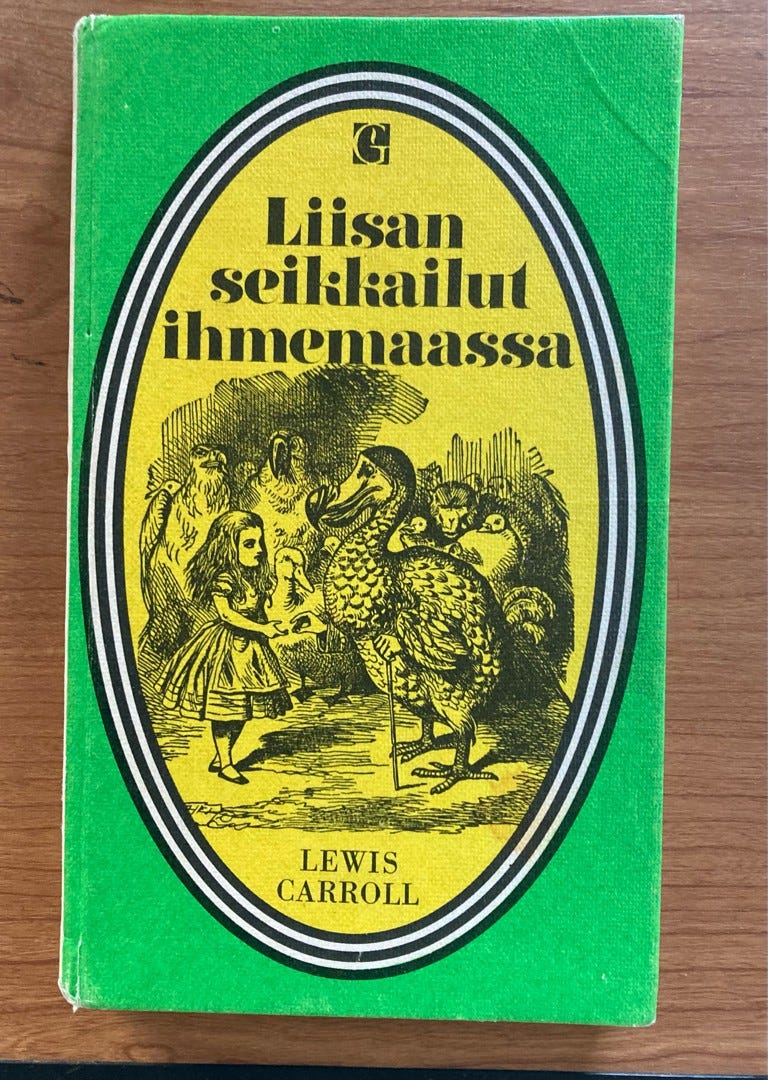 G
Liisan
seikkailut
ihmemaassa
LEWIS
CARROLL